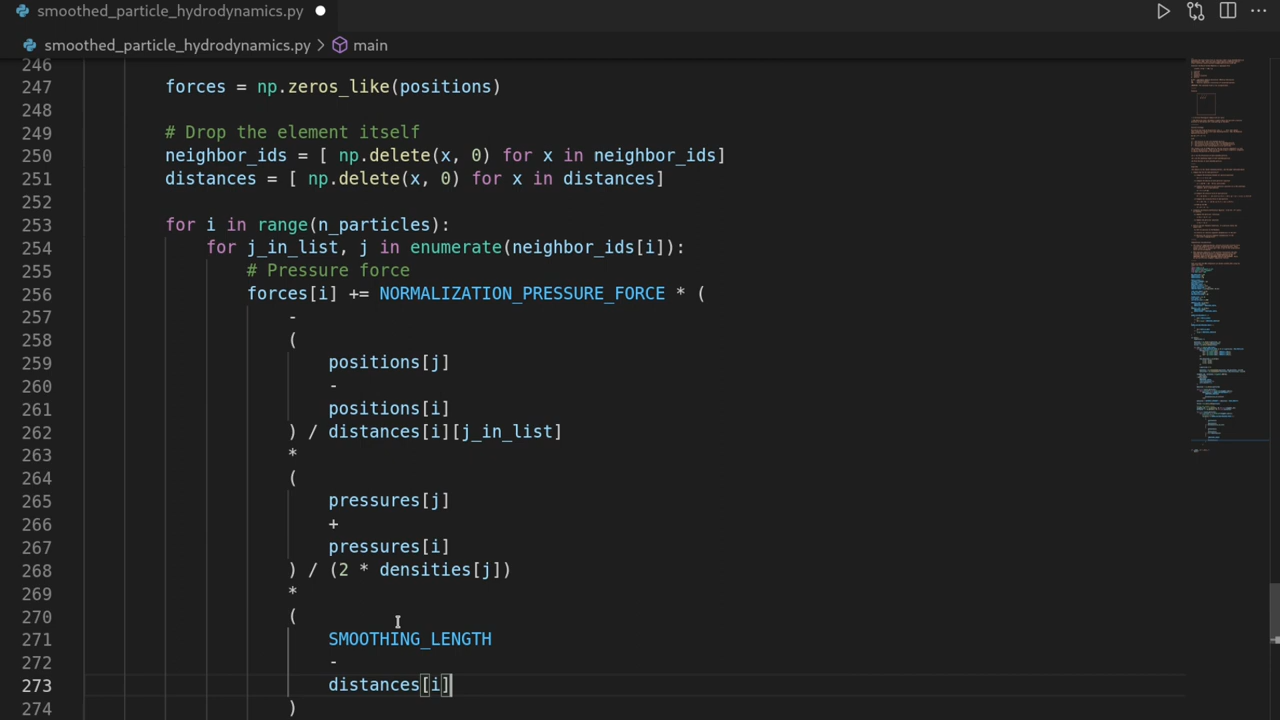 smoothed_particle_hydrodynamics.py
smoothed_particle_hydrodynamics.py > main
246
247 forces = np.zeros_like(positions)
248
249 # Drop the element itself
250 neighbor_ids = [ np.delete(x, 0) for x in neighbor_ids]
251 distances = [ np.delete(x, 0) for x in distances]
252
253 for i in range(n_particles):
254 for j_in_list, j in enumerate(neighbor_ids[i]):
255 # Pressure force
256 forces[i] += NORMALIZATION_PRESSURE_FORCE * (
257 -
258 (
259 positions[j]
260 -
261 positions[i]
262 ) / distances[i][j_in_list]
263 *
264 (
265 pressures[j]
266 +
267 pressures[i]
268 ) / (2 * densities[j])
269 *
270 (
271 SMOOTHING_LENGTH
272 -
273 distances[i]
274 )